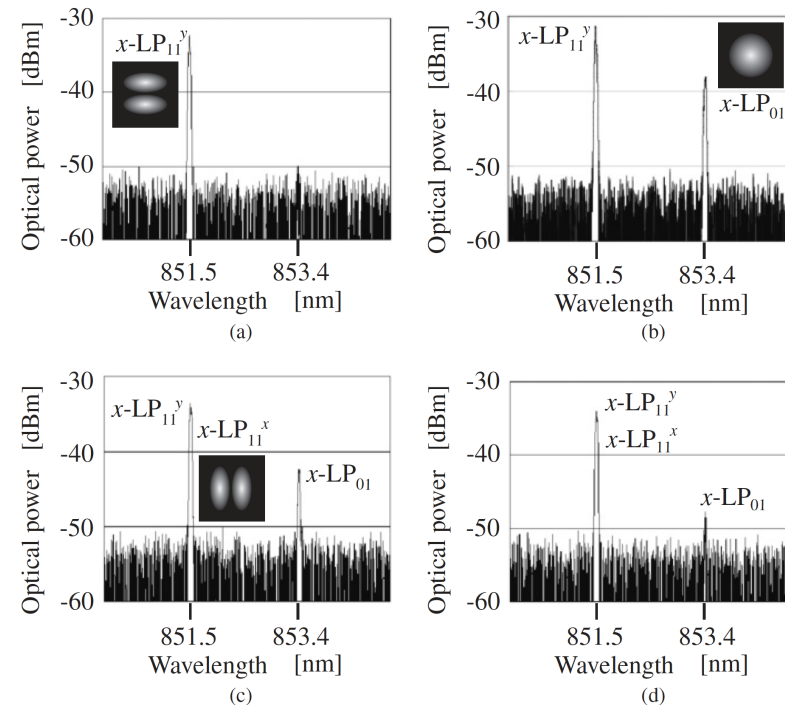 -30
x-LP₁₁ʸ
-40
-50
-60
Optical power [dBm]
851.5 853.4
Wavelength [nm]
(a)
-30
x-LP₁₁ʸ
x-LP₀₁
-40
-50
-60
Optical power [dBm]
851.5 853.4
Wavelength [nm]
(b)
-30
x-LP₁₁ʸ
x-LP₁₁ˣ
-40
x-LP₀₁
-50
-60
Optical power [dBm]
851.5 853.4
Wavelength [nm]
(c)
-30
x-LP₁₁ʸ
x-LP₁₁ˣ
-40
x-LP₀₁
-50
-60
Optical power [dBm]
851.5 853.4
Wavelength [nm]
(d)